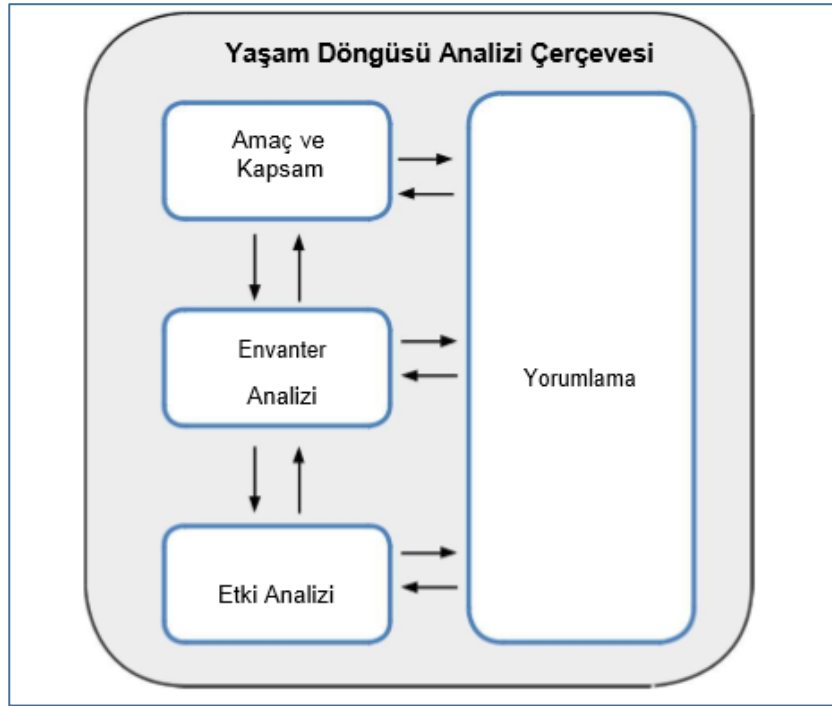 Yaşam Döngüsü Analizi Çerçevesi
Amaç ve
Kapsam
Envanter
Analizi
Etki Analizi
Yorumlama